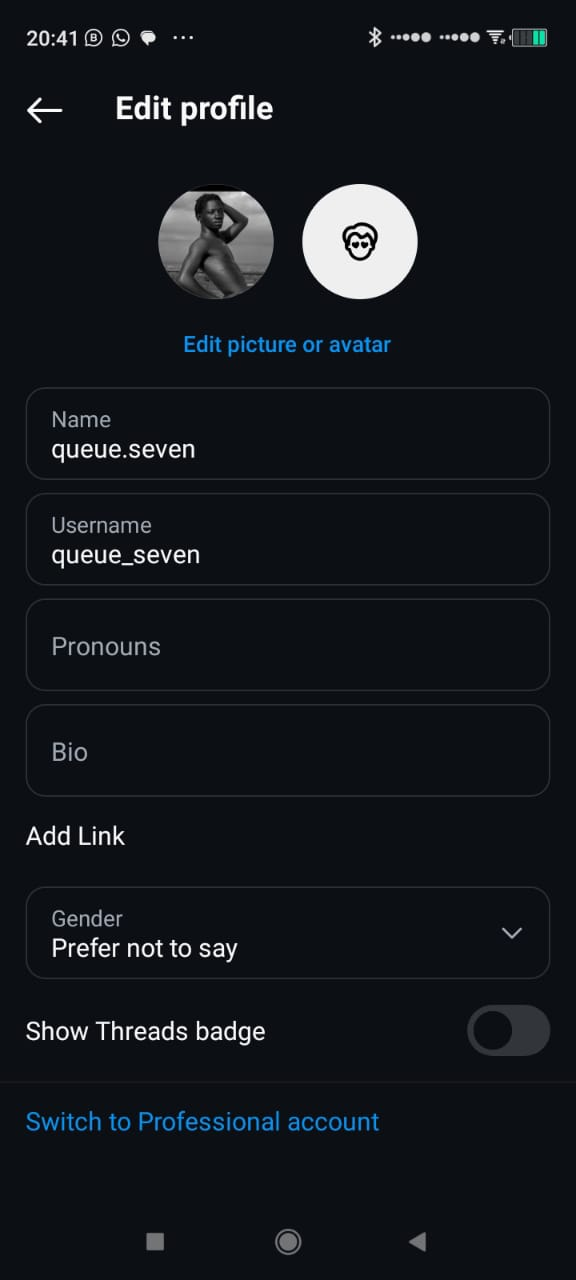 20:41
Edit profile
Edit picture or avatar
Name
queue.seven
Username
queue_seven
Pronouns
Bio
Add Link
Gender
Prefer not to say
Show Threads badge
Switch to Professional account